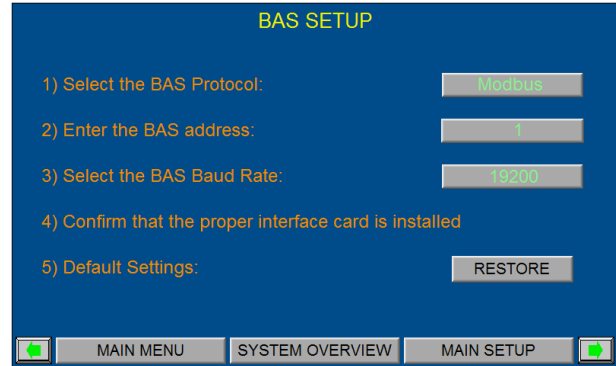 BAS SETUP
1) Select the BAS Protocol: Modbus
2) Enter the BAS address: 1
3) Select the BAS Baud Rate: 19200
4) Confirm that the proper interface card is installed
5) Default Settings: RESTORE
MAIN MENU SYSTEM OVERVIEW MAIN SETUP